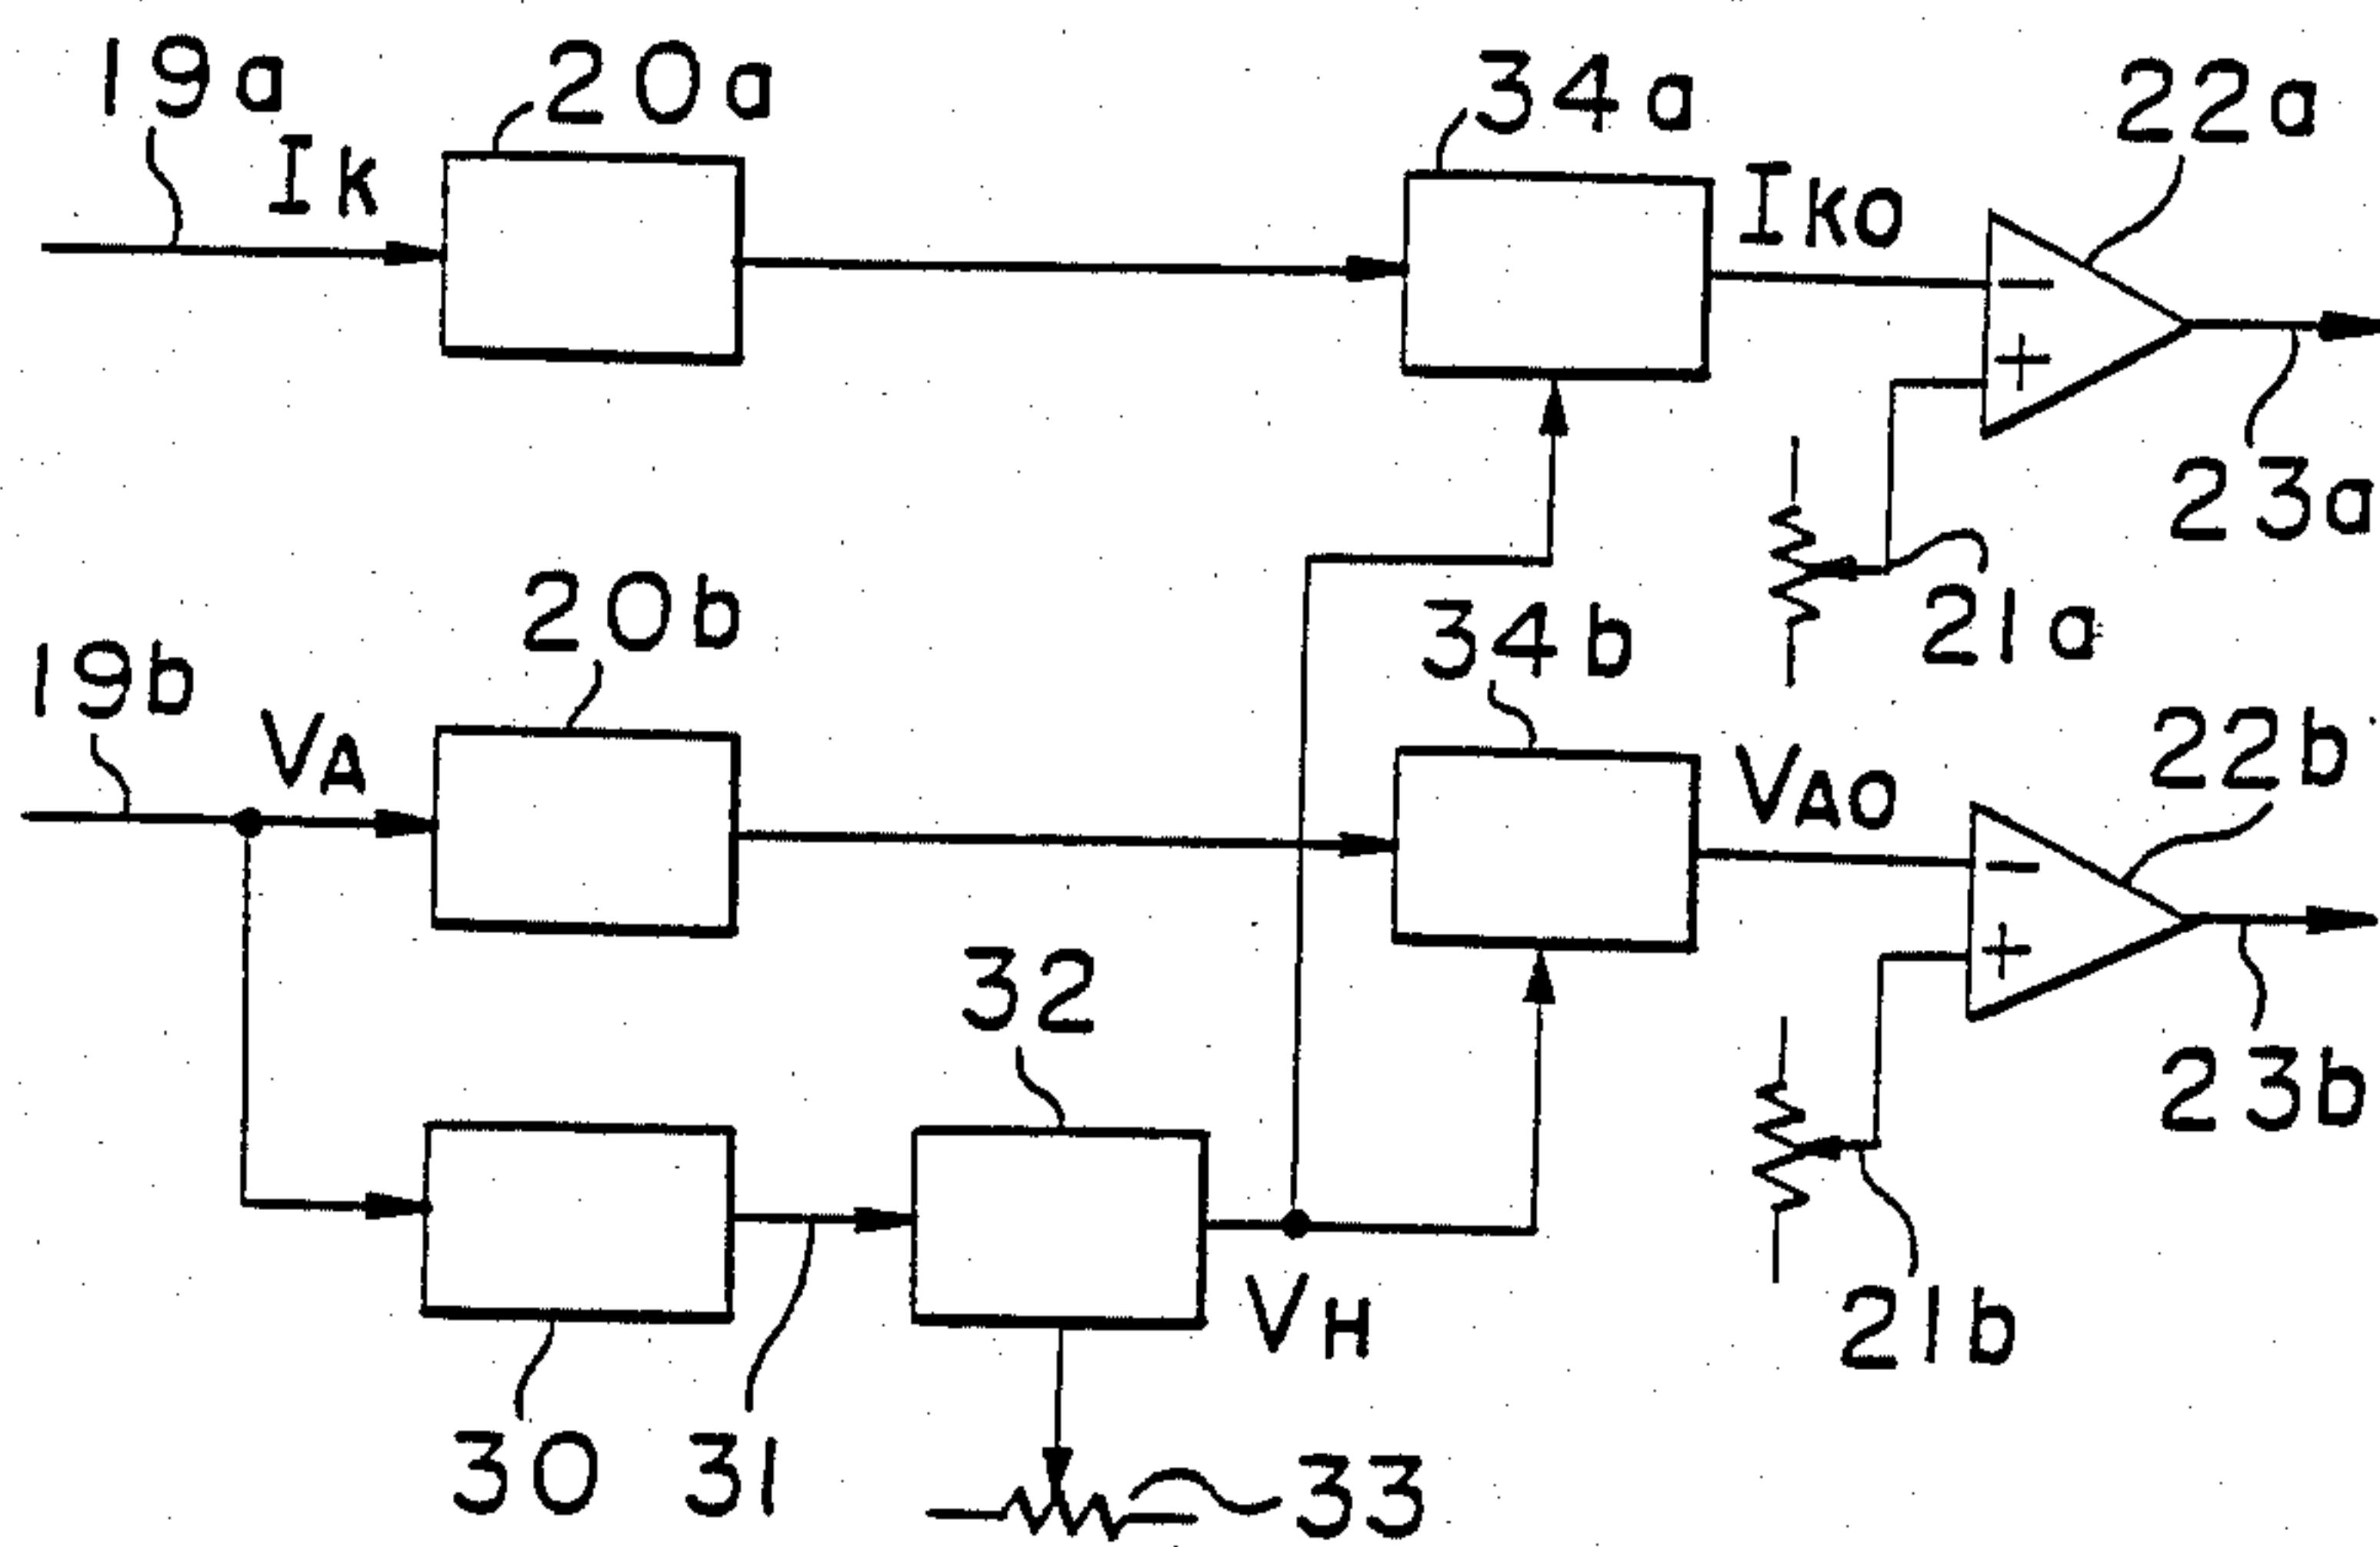 19a
IK
20a
34a
IKO
22a
23a
21a
19b
VA
20b
34b
VAO
22b
23b
21b
32
VH
30
31
33
−
+
−
+